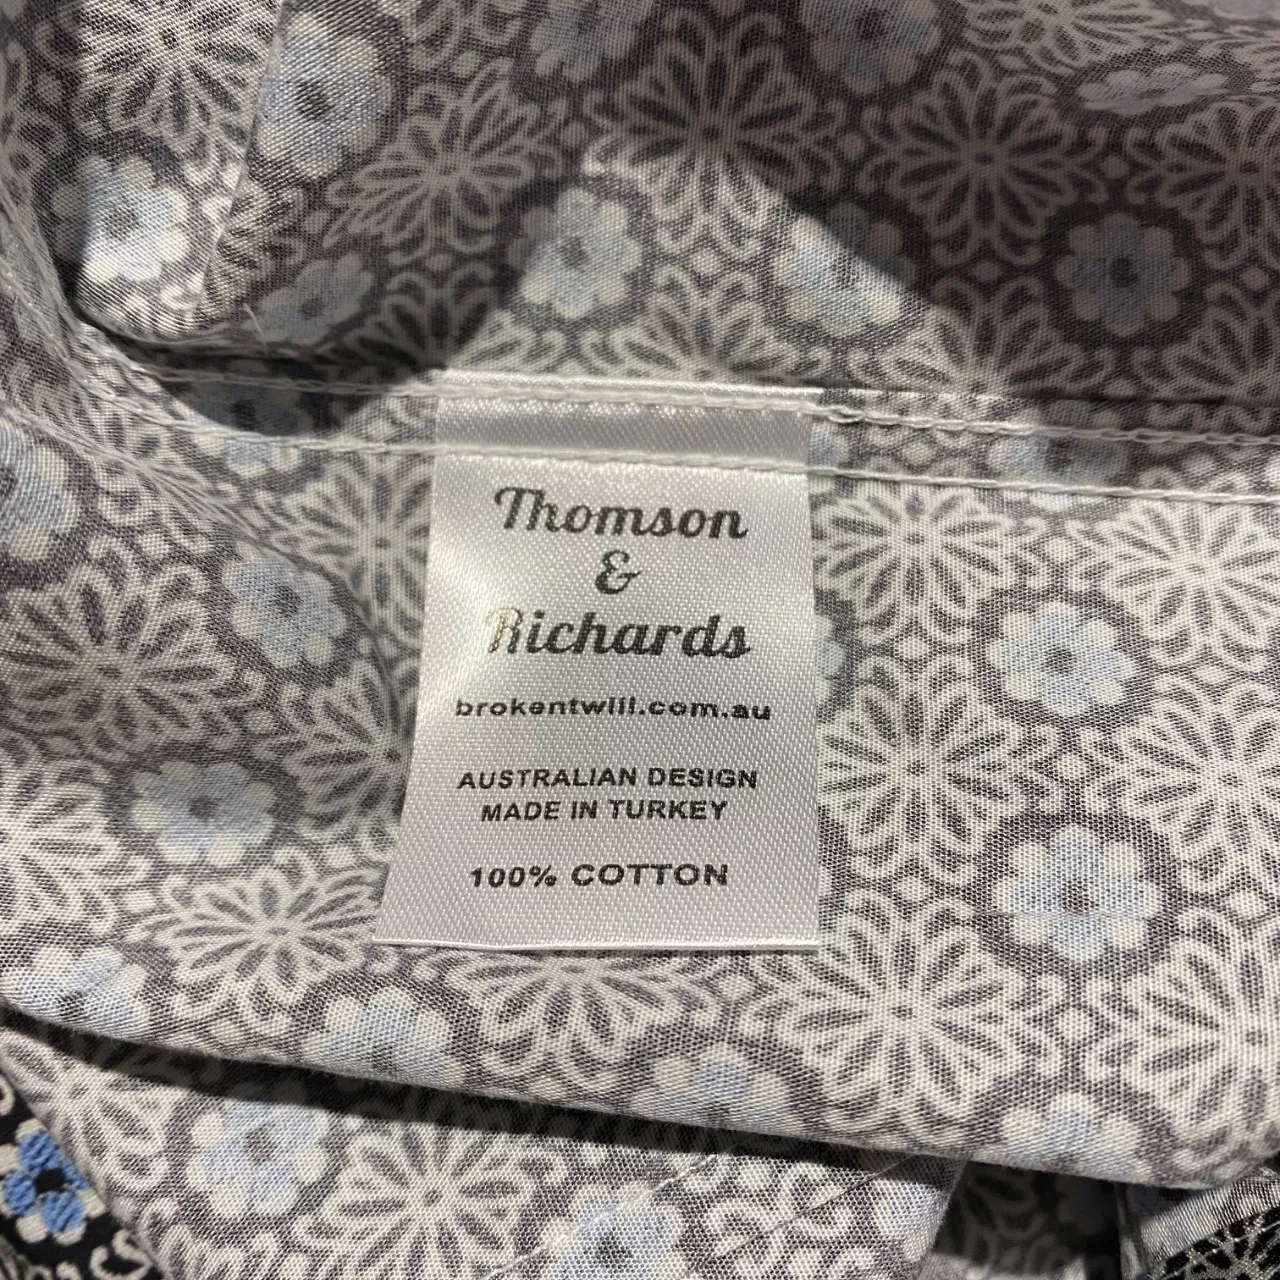 Thomson
&
Richards
brokentwill.com.au
AUSTRALIAN DESIGN
MADE IN TURKEY
100% COTTON